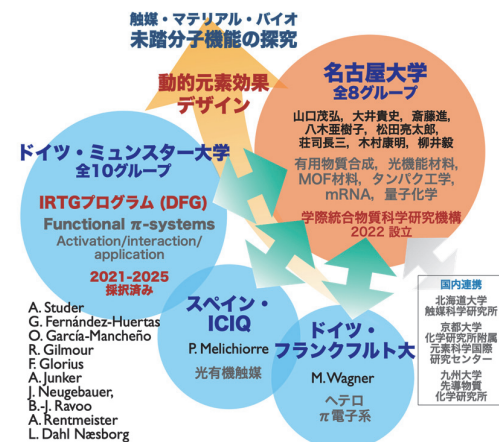 触媒・マテリアル・バイオ
未踏分子機能の探究
動的元素効果
デザイン
名古屋大学
全8グループ
山口茂弘, 大井貴史, 斎藤進,
八木亜樹子, 松田亮太郎,
荘司長三, 木村康明, 柳井毅
有用物質合成, 光機能材料,
MOF材料, タンパク工学,
mRNA, 量子化学
学際統合物質科学研究機構
2022 設立
ドイツ・ミュンスター大学
全10グループ
IRTGプログラム (DFG)
Functional π-systems
Activation/interaction/
application
2021-2025
採択済み
A. Studer
G. Fernández-Huertas
O. García-Mancheño
R. Gilmour
F. Glorius
A. Junker
J. Neugebauer,
B.-J. Ravoo
A. Rentmeister
L. Dahl Næsborg
スペイン・
ICIQ
P. Melichiorre
光有機触媒
ドイツ・
フランクフルト大
M. Wagner
ヘテロ
π電子系
国内連携
北海道大学
触媒科学研究所
京都大学
化学研究所附属
元素科学国際
研究センター
九州大学
先導物質
化学研究所